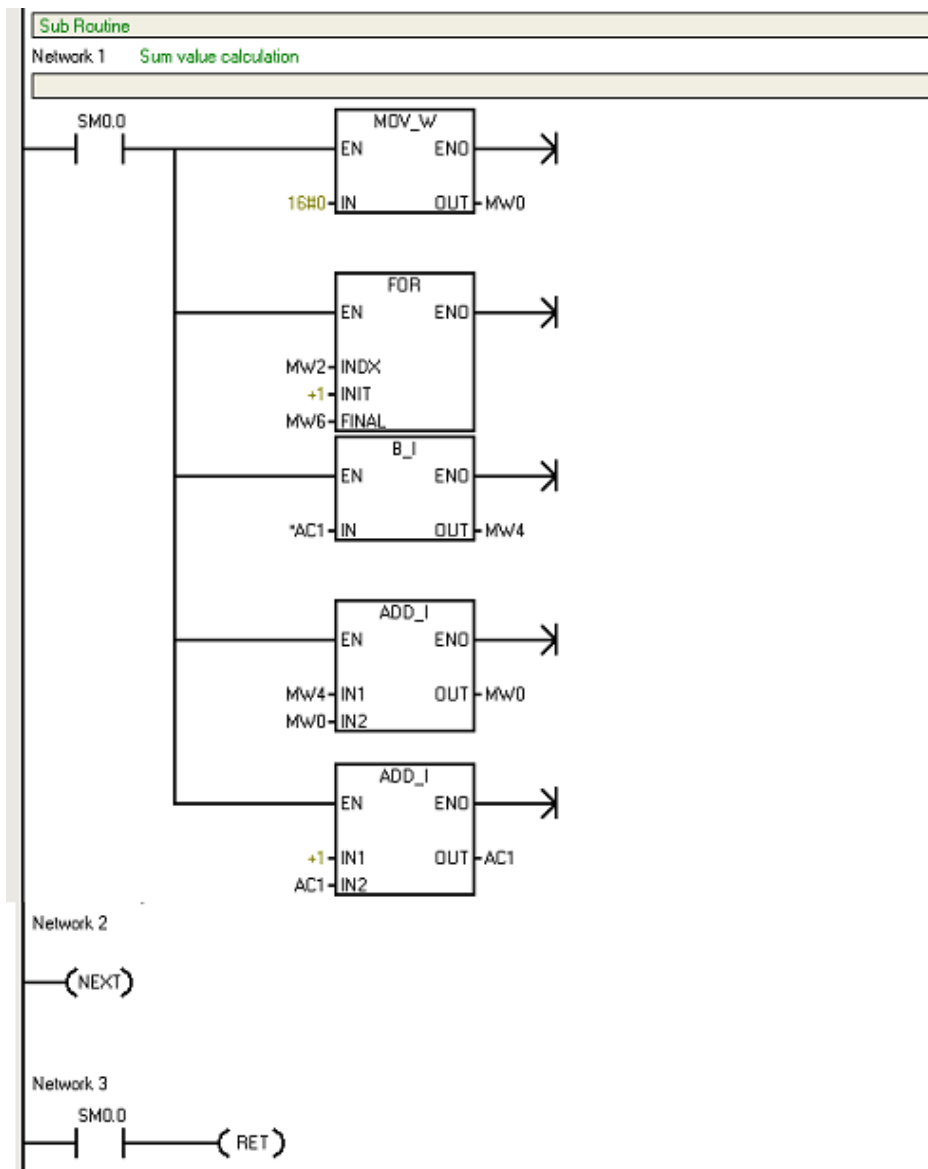 Sub Routine
Network 1 Sum value calculation
SM0.0
MOV_W
EN ENO
16#0 IN OUT MW0
FOR
EN ENO
MW2 INDX
+1 INIT
MW6 FINAL
B_I
EN ENO
*AC1 IN OUT MW4
ADD_I
EN ENO
MW4 IN1 OUT MW0
MW0 IN2
ADD_I
EN ENO
+1 IN1 OUT AC1
AC1 IN2
Network 2
(NEXT)
Network 3
SM0.0
(RET)